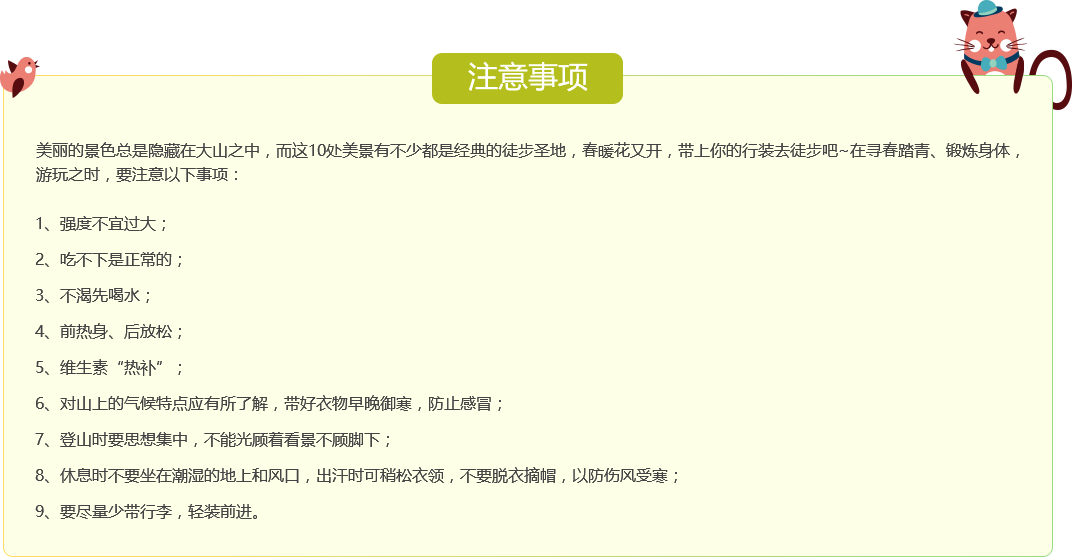 注意事项
美丽的景色总是隐藏在大山之中，而这10处美景有不少都是经典的徒步圣地，春暖花又开，带上你的行装去徒步吧~在寻春踏青、锻炼身体，
游玩之时，要注意以下事项：
1、强度不宜过大；
2、吃不下是正常的；
3、不渴先喝水；
4、前热身、后放松；
5、维生素“热补”；
6、对山上的气候特点应有所了解，带好衣物早晚御寒，防止感冒；
7、登山时要思想集中，不能光顾着看景不顾脚下；
8、休息时不要坐在潮湿的地上和风口，出汗时可稍松衣领，不要脱衣摘帽，以防伤风受寒；
9、要尽量少带行李，轻装前进。